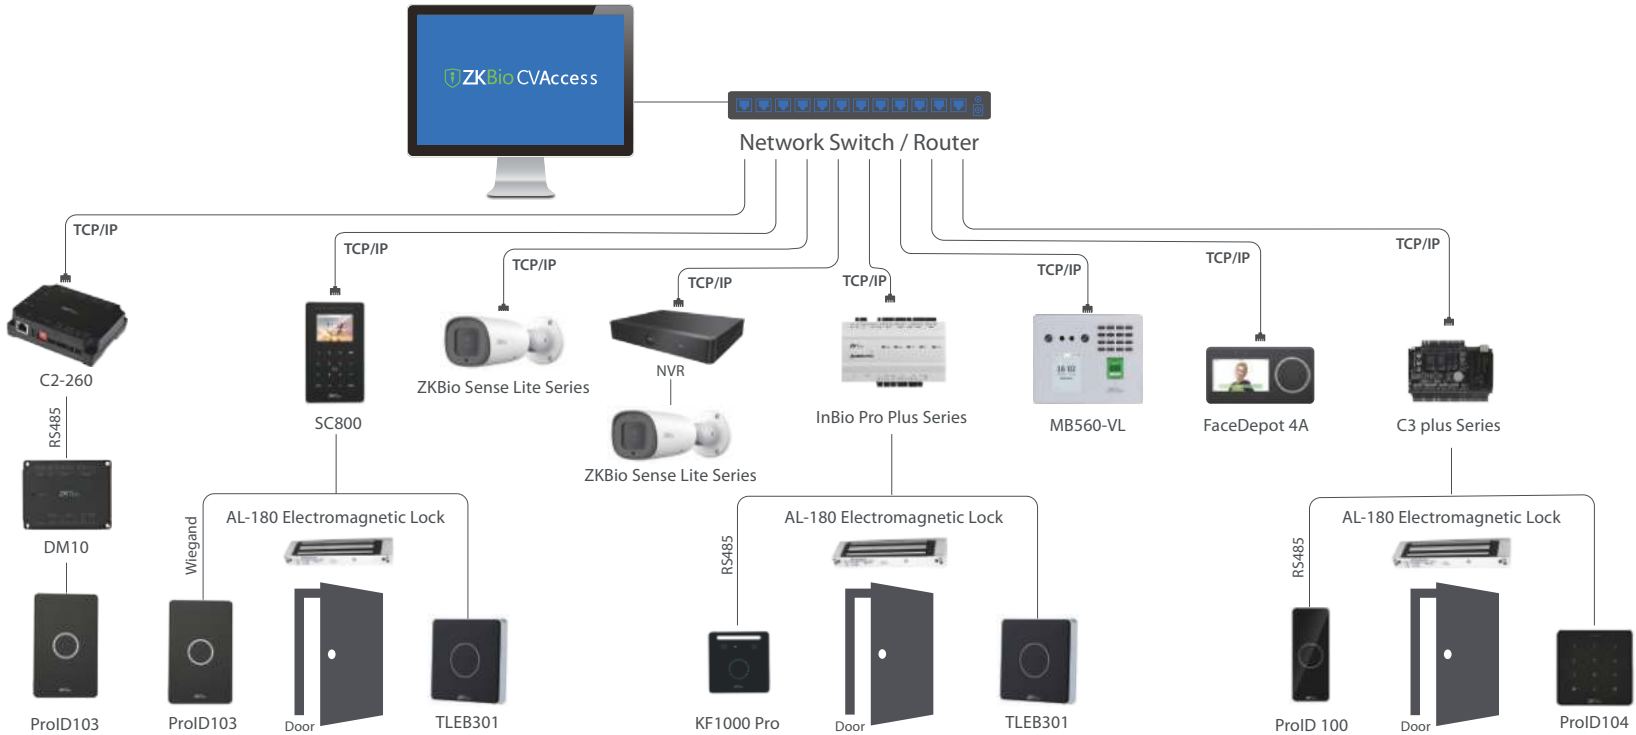 ZKBio CVAccess
Network Switch / Router
TCP/IP
TCP/IP
TCP/IP
TCP/IP
TCP/IP
TCP/IP
TCP/IP
TCP/IP
C2-260
SC800
ZKBio Sense Lite Series
NVR
ZKBio Sense Lite Series
InBio Pro Plus Series
MB560-VL
FaceDepot 4A
C3 plus Series
RS485
DM10
Wiegand
AL-180 Electromagnetic Lock
RS485
AL-180 Electromagnetic Lock
RS485
AL-180 Electromagnetic Lock
ProID103
ProID103
Door
TLEB301
KF1000 Pro
Door
TLEB301
ProID 100
Door
ProID104